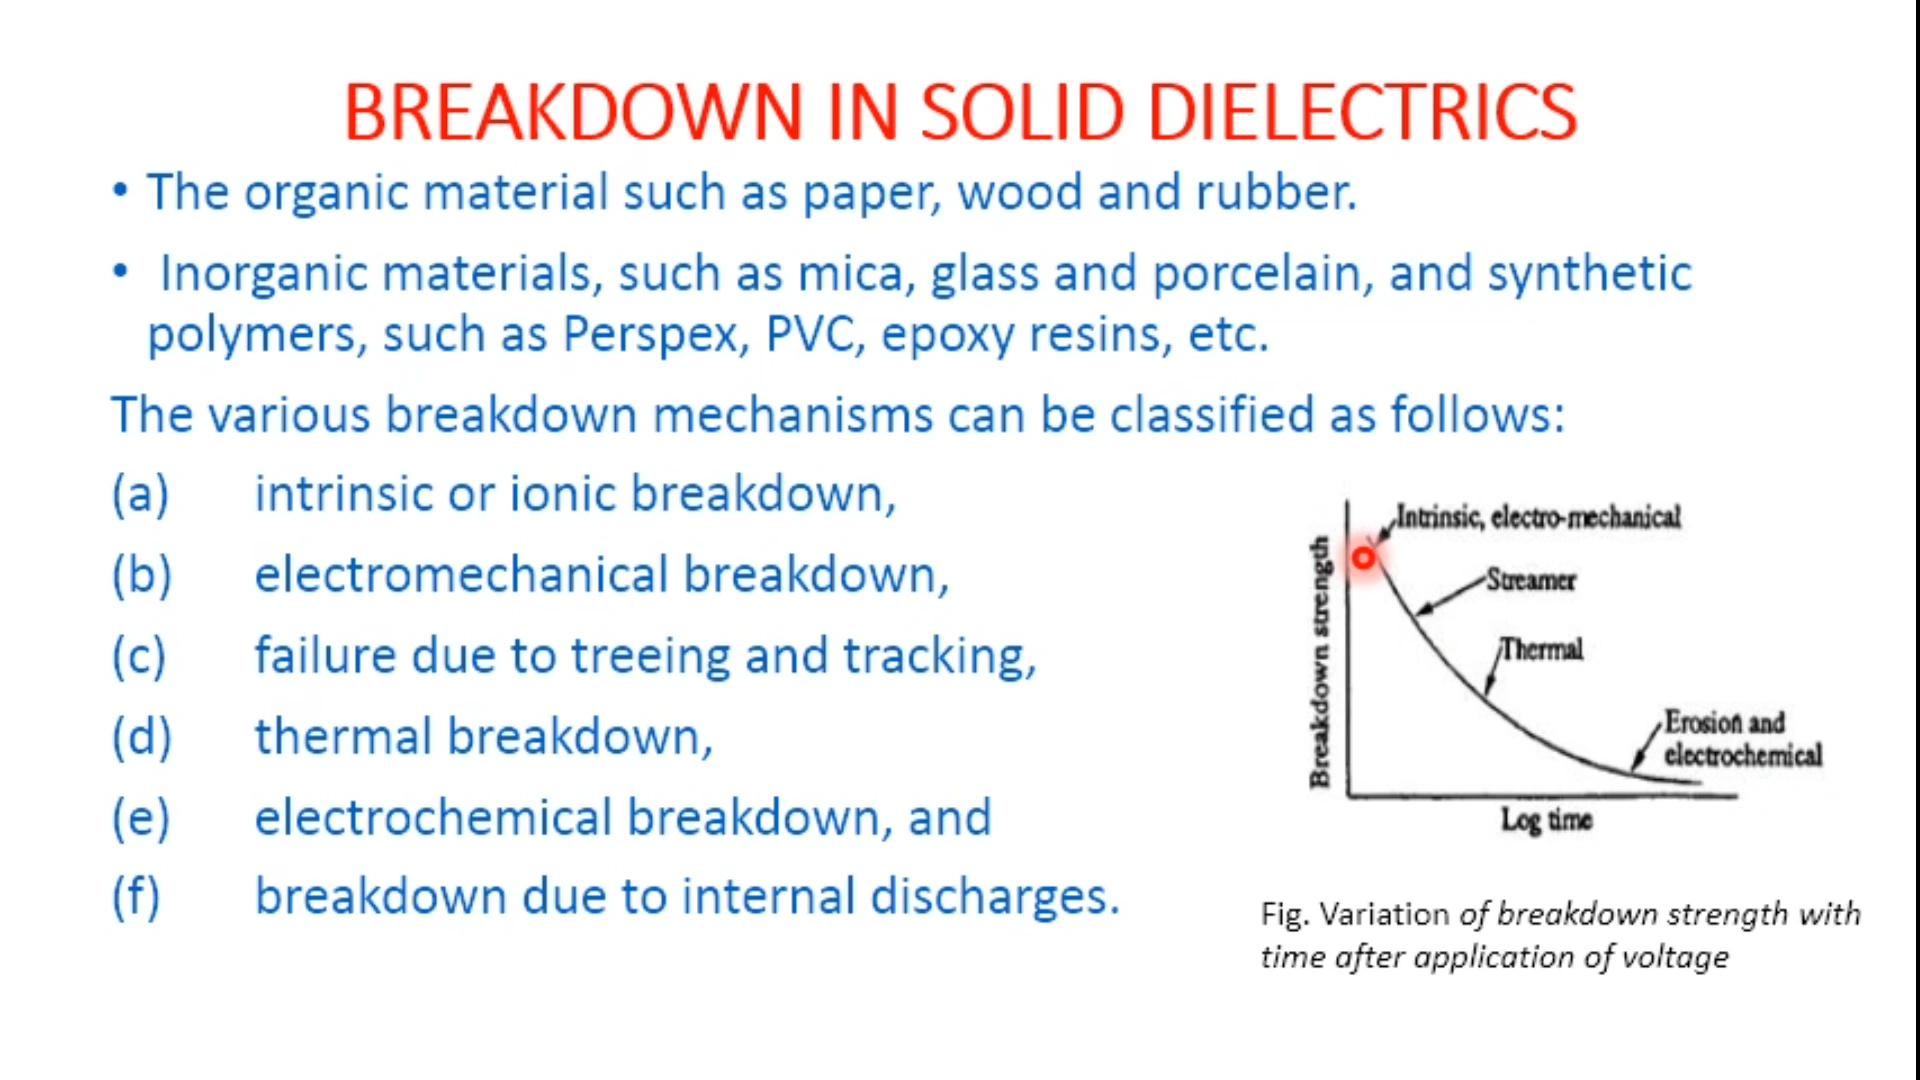 BREAKDOWN IN SOLID DIELECTRICS
• The organic material such as paper, wood and rubber.
• Inorganic materials, such as mica, glass and porcelain, and synthetic
polymers, such as Perspex, PVC, epoxy resins, etc.
The various breakdown mechanisms can be classified as follows:
(a) intrinsic or ionic breakdown,
(b) electromechanical breakdown,
(c) failure due to treeing and tracking,
(d) thermal breakdown,
(e) electrochemical breakdown, and
(f) breakdown due to internal discharges.
Breakdown strength
Intrinsic, electro-mechanical
Streamer
Thermal
Erosion and
electrochemical
Log time
Fig. Variation of breakdown strength with
time after application of voltage